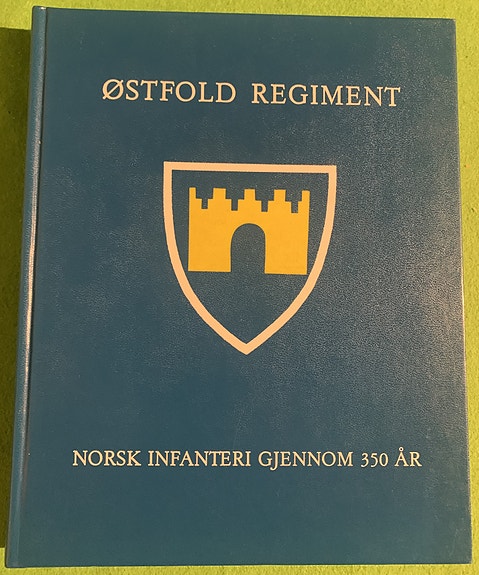 ØSTFOLD REGIMENT
NORSK INFANTERI GJENNOM 350 ÅR